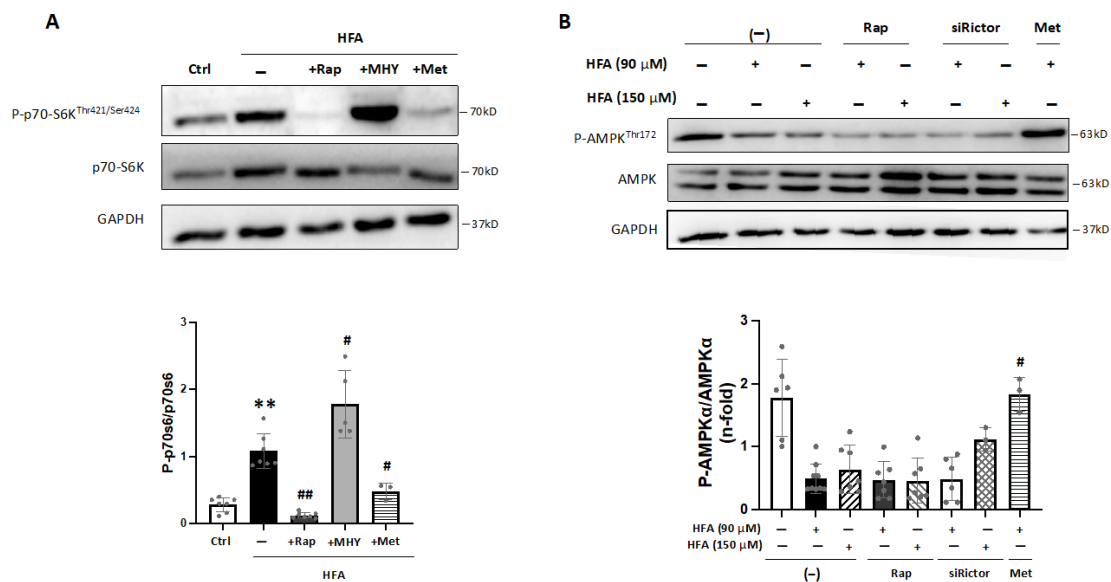 A
HFA
Ctrl – +Rap +MHY +Met
P-p70-S6K^Thr421/Ser424 –70kD
p70-S6K –70kD
GAPDH –37kD
3
2
1
0
P-p70s6/p70s6
** ## # #
Ctrl – +Rap +MHY +Met
HFA
B
(–) Rap siRictor Met
HFA (90 µM) – + – + – + – +
HFA (150 µM) – – + – + – + –
P-AMPK^Thr172 –63kD
AMPK –63kD
GAPDH –37kD
3
2
1
0
P-AMPKα/AMPKα
(n-fold)
#
HFA (90 µM) – + – + – + – +
HFA (150 µM) – – + – + – + –
(–) Rap siRictor Met